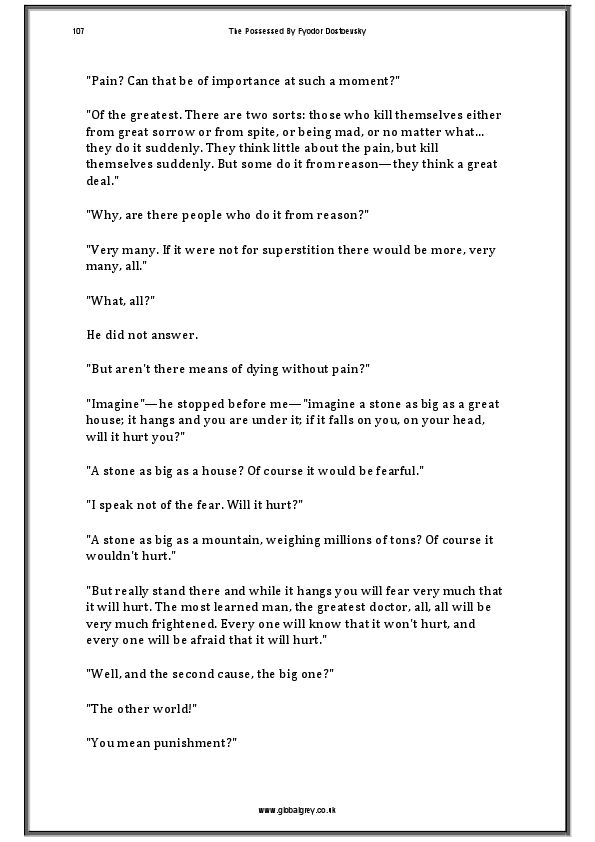 107
The Possessed By Fyodor Dostoevsky
"Pain? Can that be of importance at such a moment?"
"Of the greatest. There are two sorts: those who kill themselves either
from great sorrow or from spite, or being mad, or no matter what...
they do it suddenly. They think little about the pain, but kill
themselves suddenly. But some do it from reason—they think a great
deal."
"Why, are there people who do it from reason?"
"Very many. If it were not for superstition there would be more, very
many, all."
"What, all?"
He did not answer.
"But aren't there means of dying without pain?"
"Imagine"—he stopped before me—"imagine a stone as big as a great
house; it hangs and you are under it; if it falls on you, on your head,
will it hurt you?"
"A stone as big as a house? Of course it would be fearful."
"I speak not of the fear. Will it hurt?"
"A stone as big as a mountain, weighing millions of tons? Of course it
wouldn't hurt."
"But really stand there and while it hangs you will fear very much that
it will hurt. The most learned man, the greatest doctor, all, all will be
very much frightened. Every one will know that it won't hurt, and
every one will be afraid that it will hurt."
"Well, and the second cause, the big one?"
"The other world!"
"You mean punishment?"
www.globalgrey.co.uk